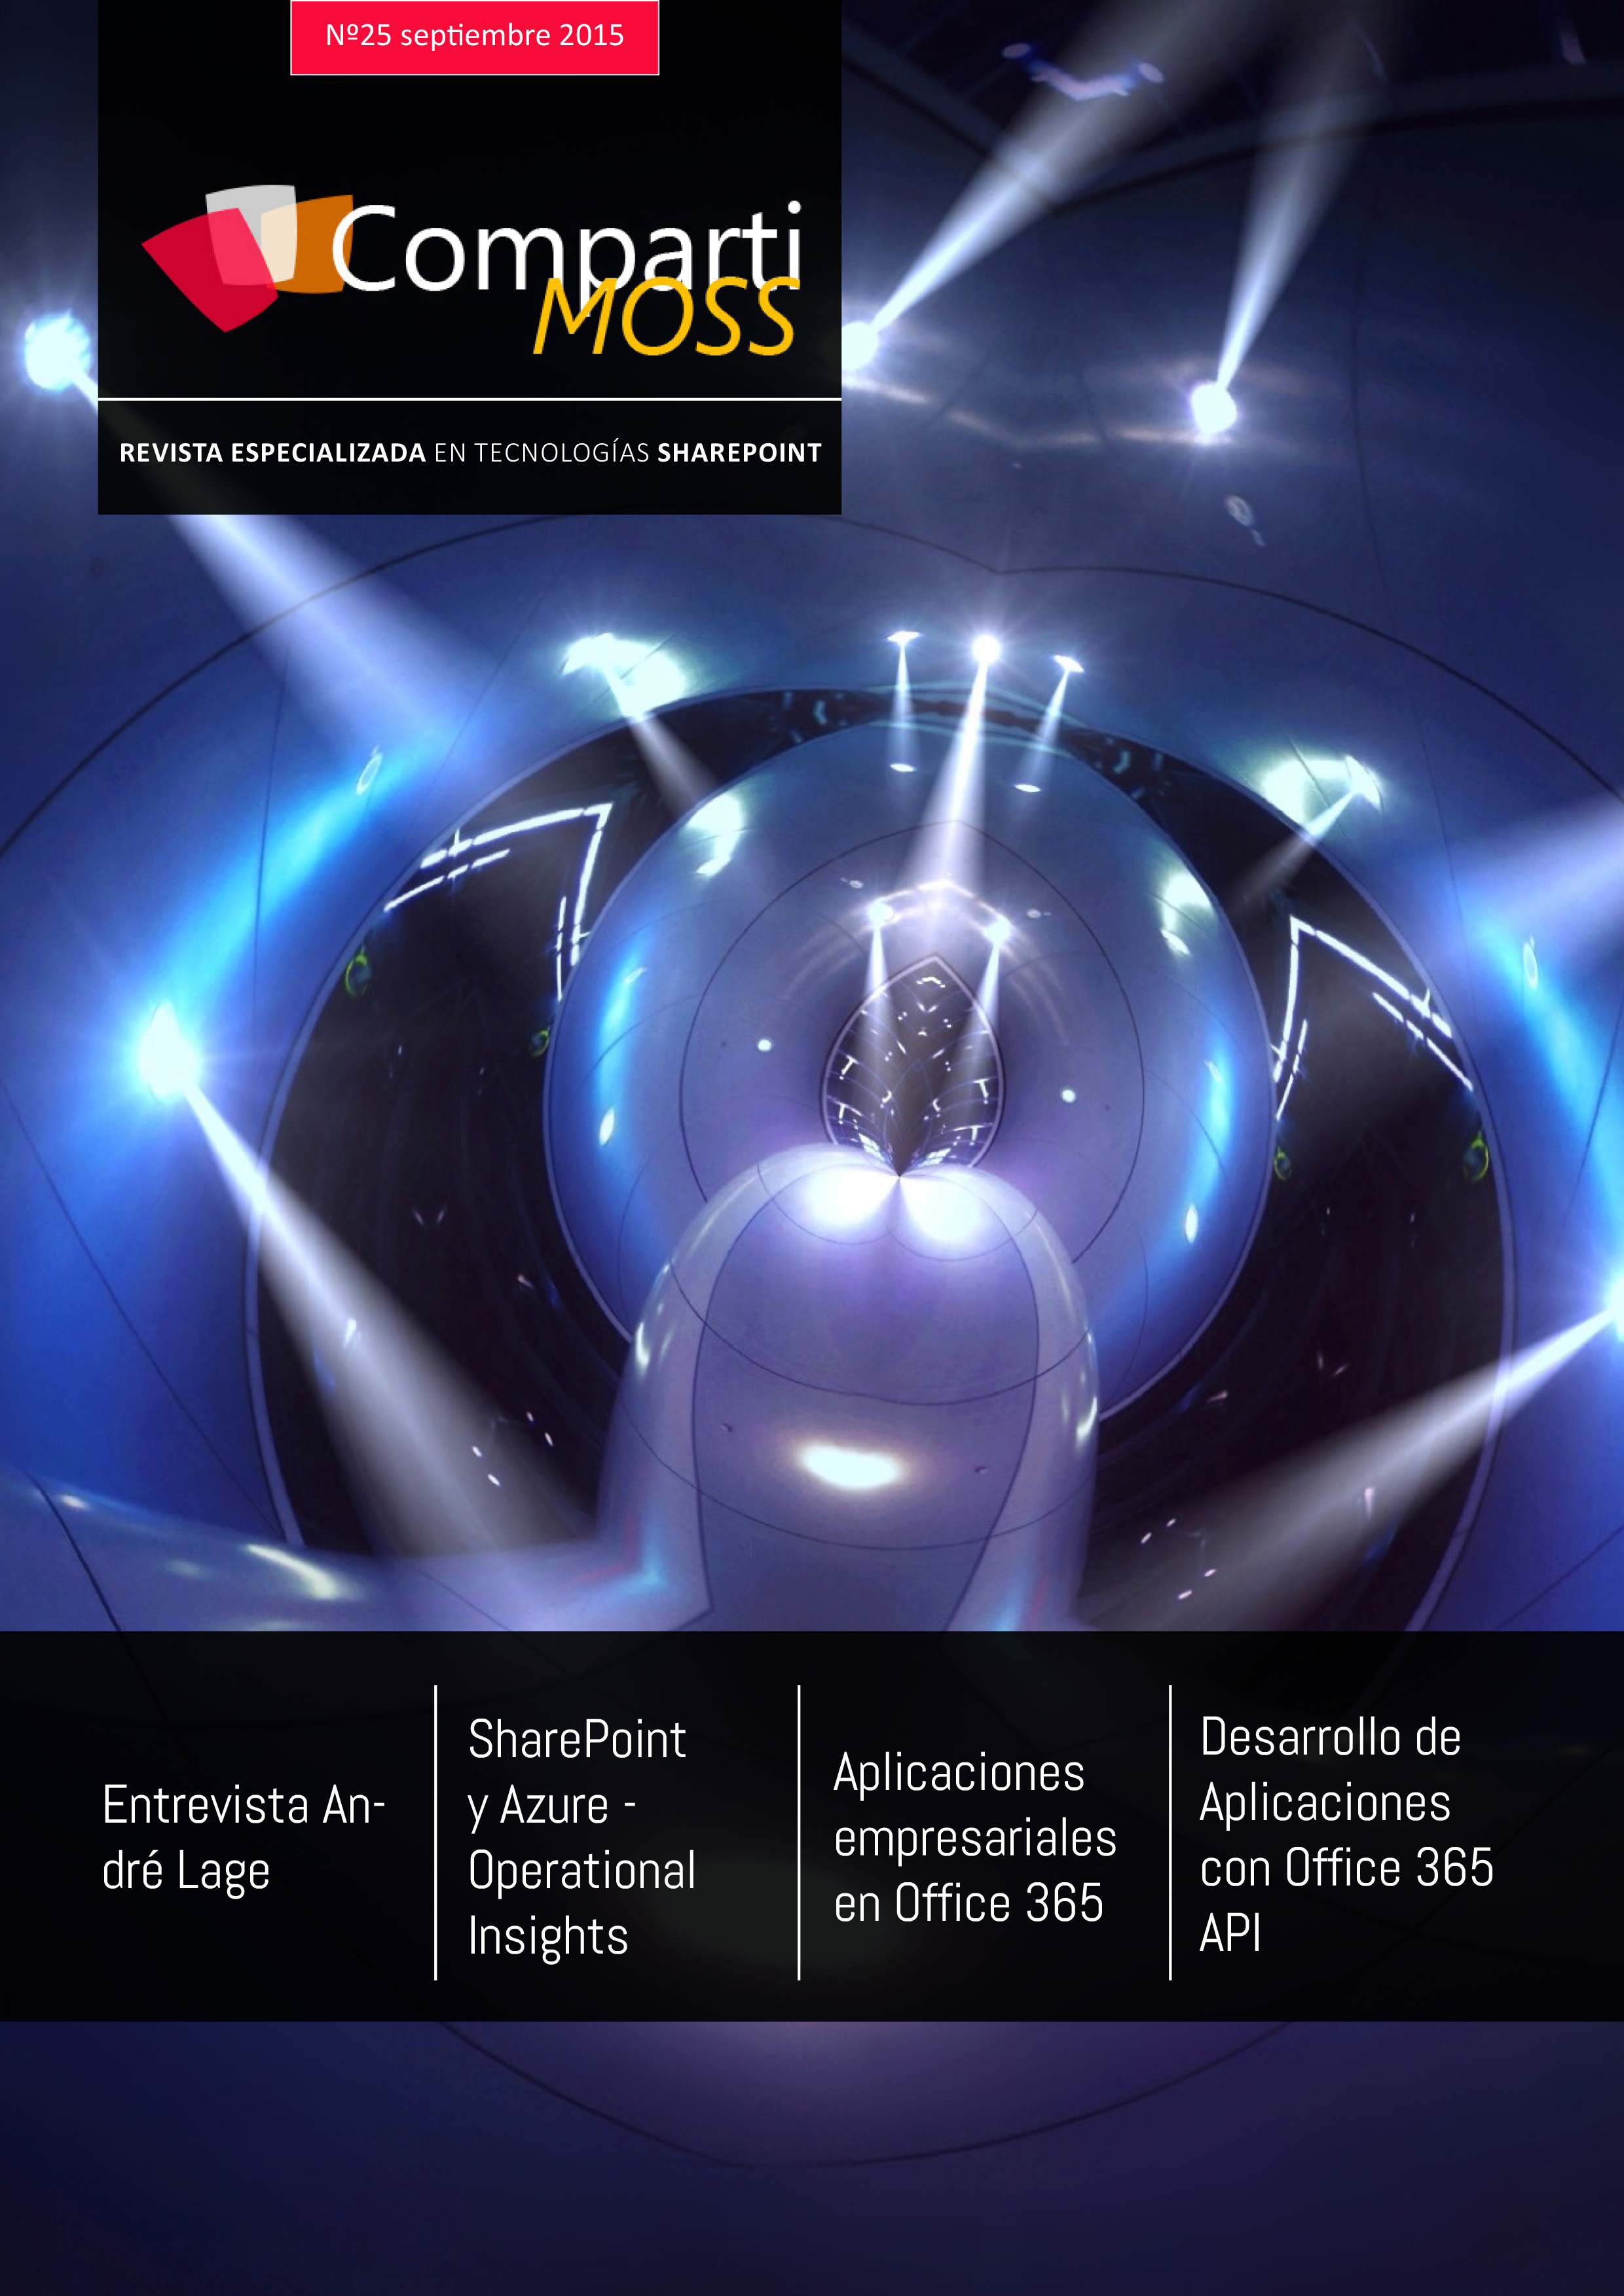 Nº25 septiembre 2015
Comparti
MOSS
REVISTA ESPECIALIZADA EN TECNOLOGÍAS SHAREPOINT
Entrevista An-
dré Lage
SharePoint
y Azure -
Operational
Insights
Aplicaciones
empresariales
en Office 365
Desarrollo de
Aplicaciones
con Office 365
API